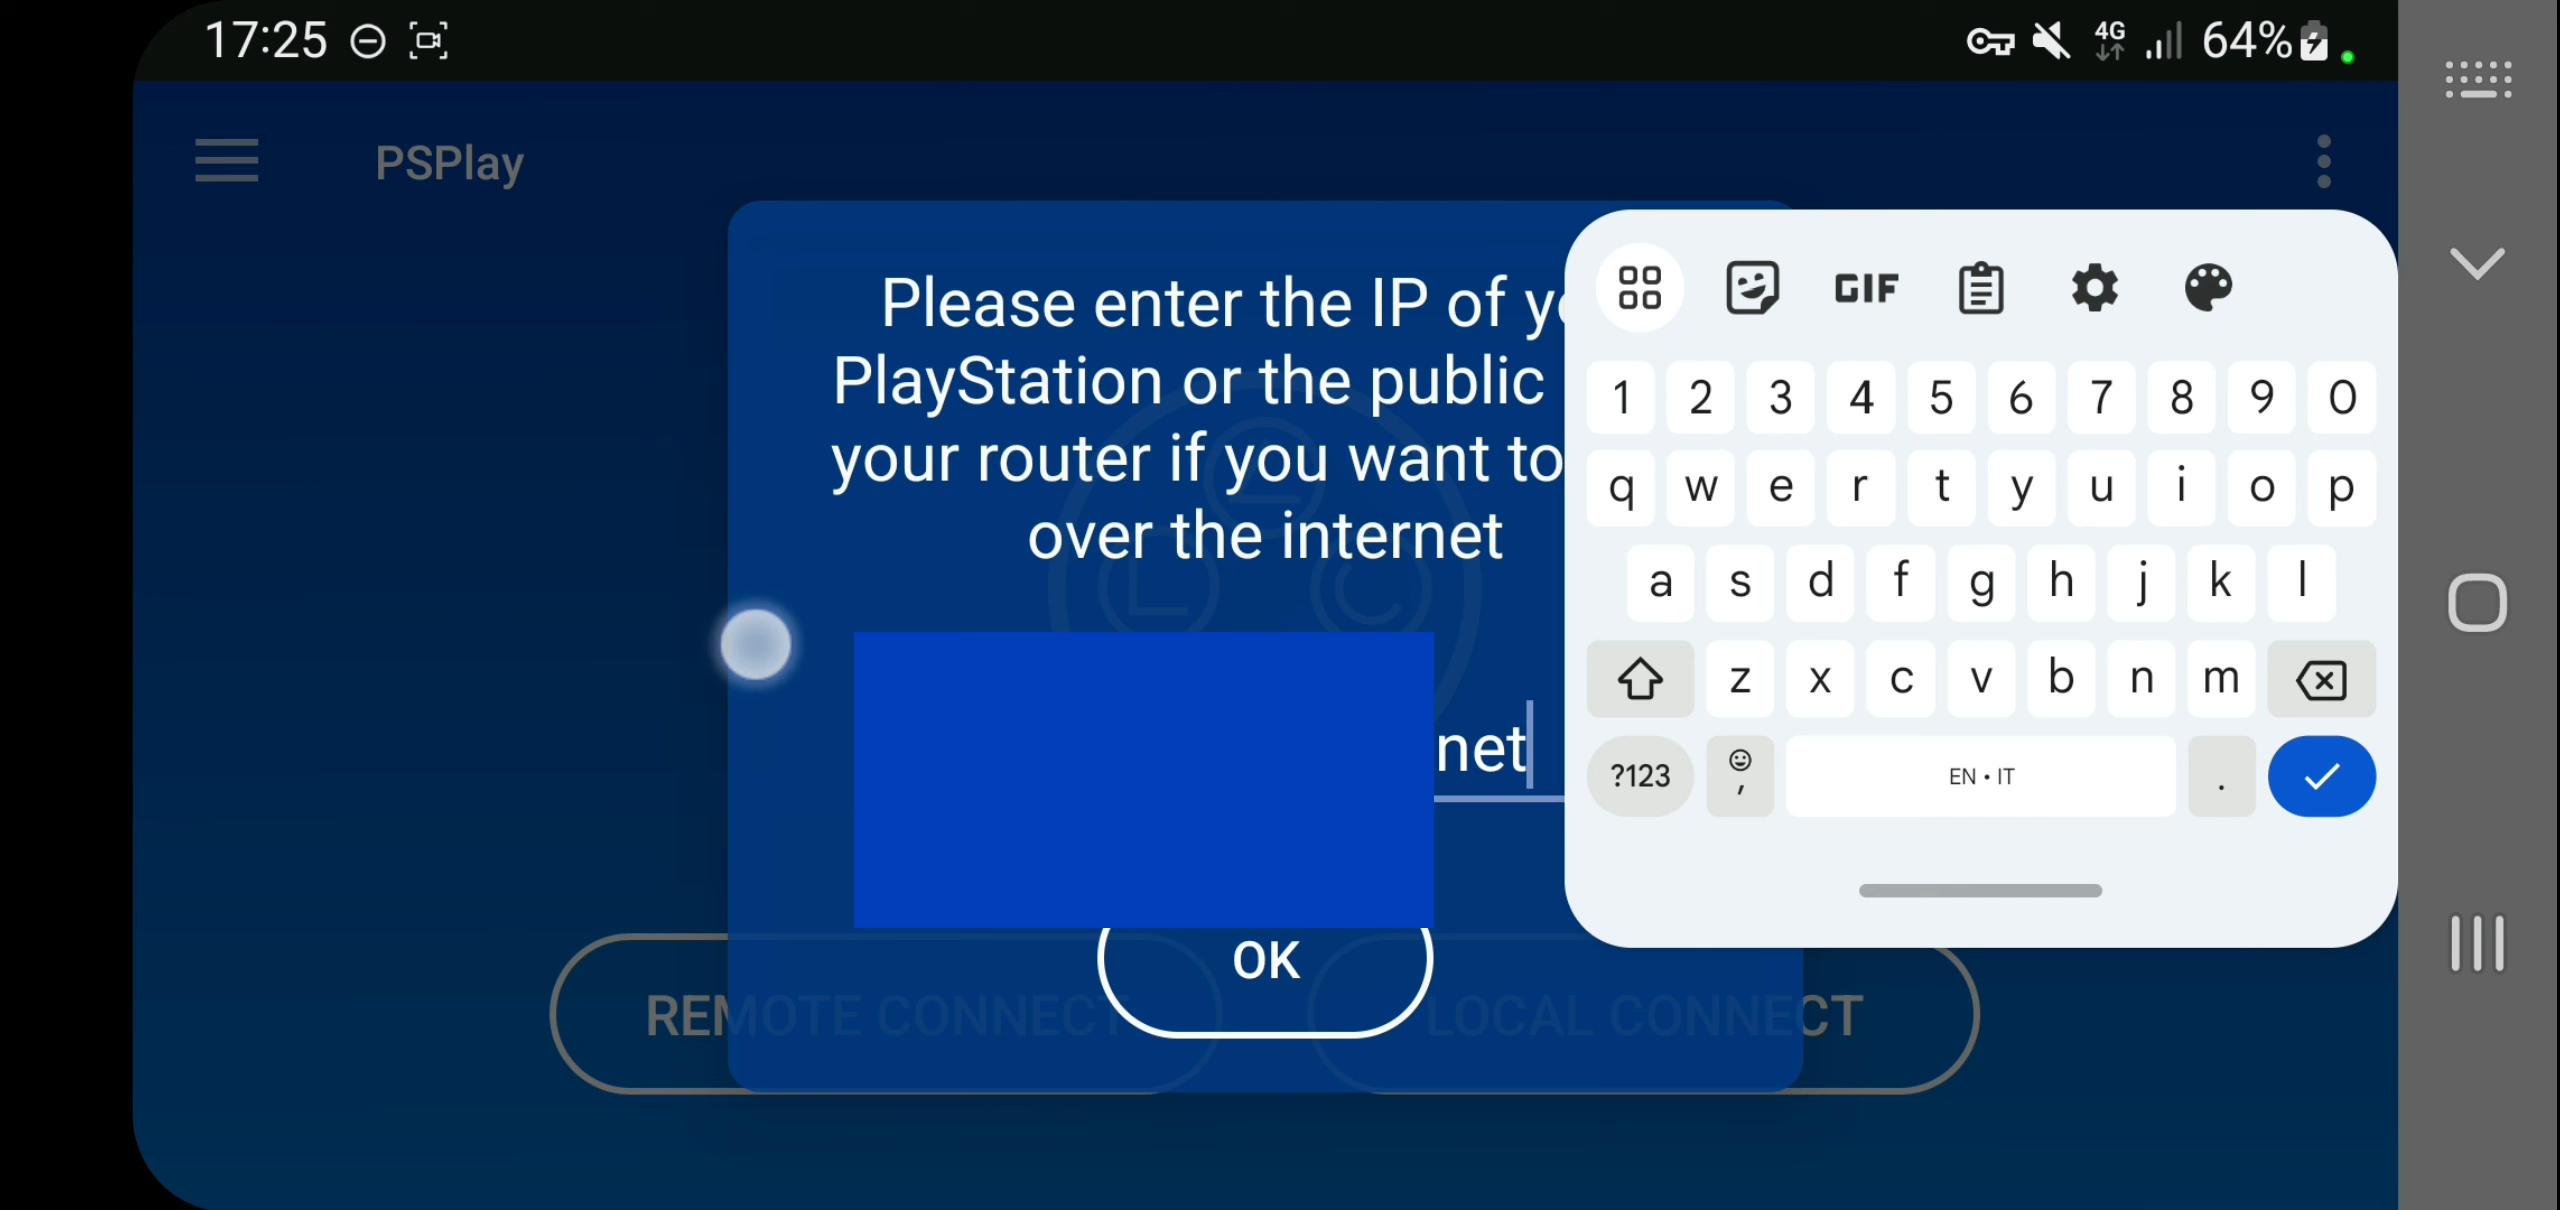 17:25
4G 64%
PSPlay
Please enter the IP of
PlayStation or the public
your router if you want to
over the internet
net
OK
REMOTE CONNECT LOCAL CONNECT
GIF
1 2 3 4 5 6 7 8 9 0
q w e r t y u i o p
a s d f g h j k l
z x c v b n m
?123 , EN • IT .